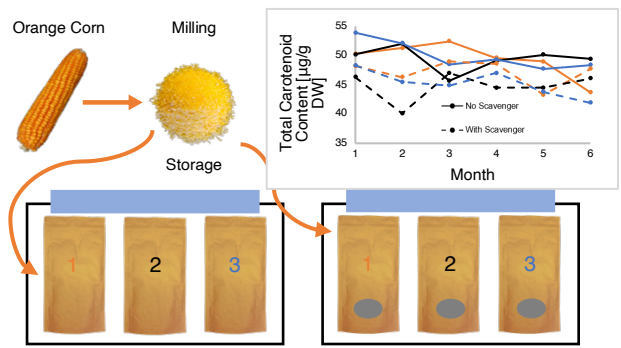 Orange Corn
Milling
Storage
Total Carotenoid
Content [µg/g
DW]
55
50
45
40
35
1 2 3 4 5 6
Month
No Scavenger
With Scavenger
1 2 3
1 2 3